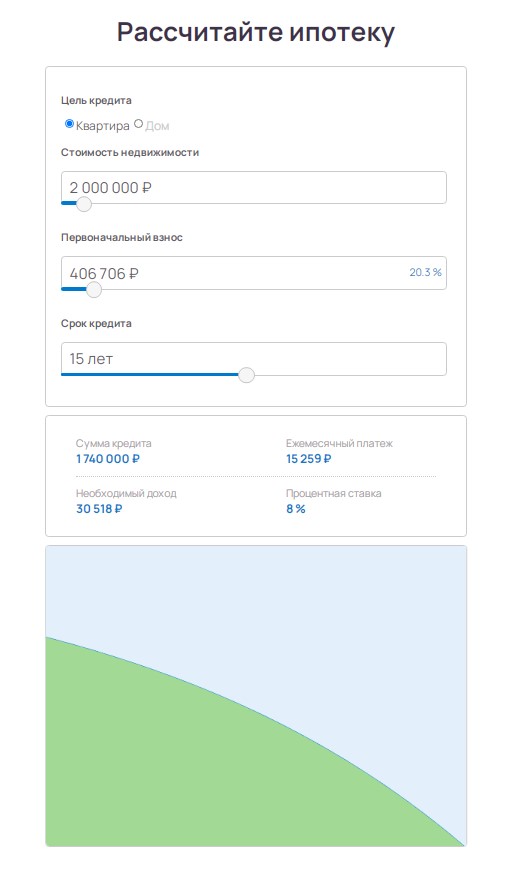 Рассчитайте ипотеку
Цель кредита
Квартира Дом
Стоимость недвижимости
2 000 000 ₽
Первоначальный взнос
406 706 ₽ 20.3 %
Срок кредита
15 лет
Сумма кредита Ежемесячный платеж
1 740 000 ₽ 15 259 ₽
Необходимый доход Процентная ставка
30 518 ₽ 8 %